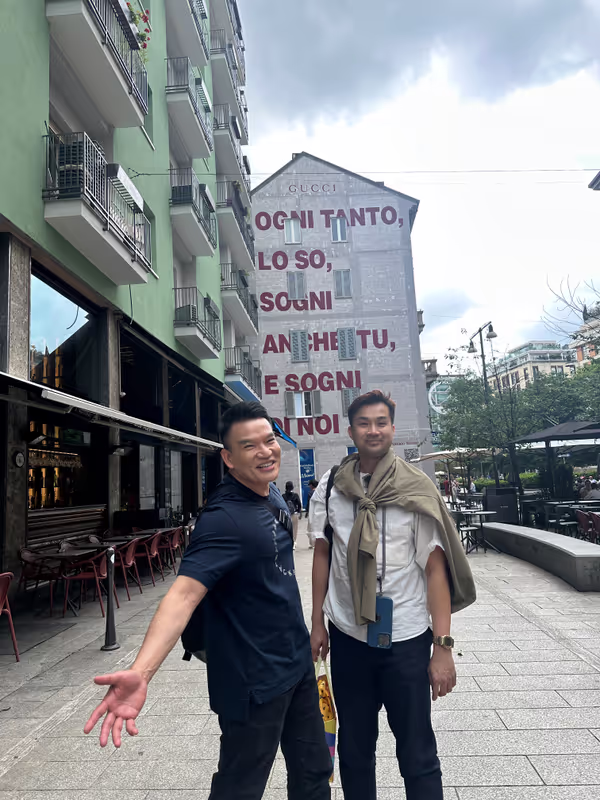 GUCCI
OGNI TANTO,
LO SO,
SOGNI
ANCHE TU,
E SOGNI
DI NOI